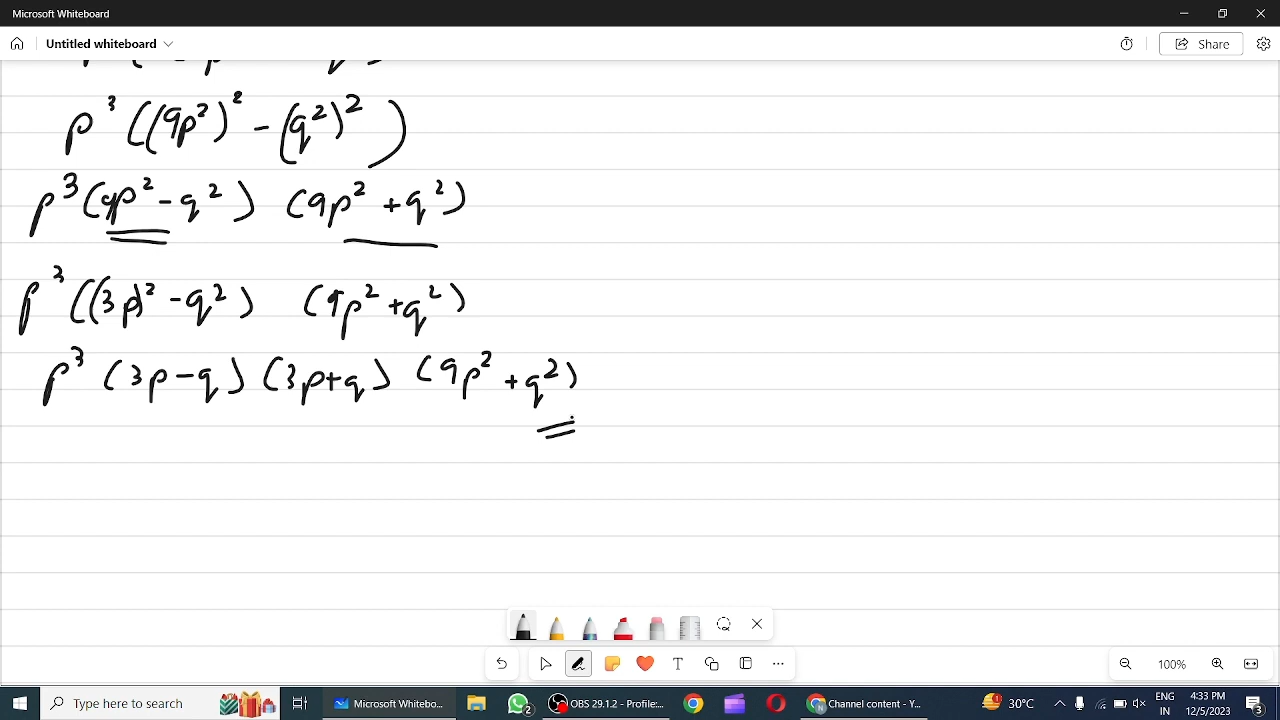 Microsoft Whiteboard
Untitled whiteboard
Share
p³((9p²)² - (q²)²)
p³(9p² - q²) (9p² + q²)
p³((3p)² - q²) (9p² + q²)
p³ (3p - q) (3p + q) (9p² + q²)
100%
Type here to search
Microsoft Whitebo...
2
OBS 29.1.2 - Profile:...
Channel content - Y...
30°C
ENG
IN
4:33 PM
12/5/2023